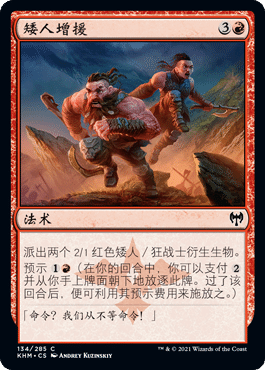 矮人增援 3
法术
派出两个 2/1 红色矮人／狂战士衍生生物。
预示 1（在你的回合中，你可以支付 2
并从你手上牌面朝下地放逐此牌。过了该
回合后，便可利用其预示费用来施放之。）
「命令？我们从不等命令！」
134/285 C
KHM • CS Andrey Kuzinskiy
™ & © 2021 Wizards of the Coast